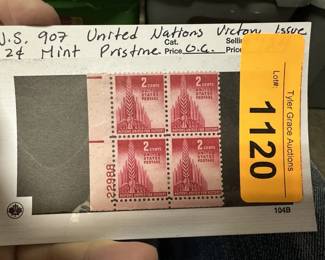 U.S. 907 United Nations Victory Issue
2¢ Mint Pristine Cat. Price O.G. Selling Price
Lot#:
1120
Tyler Grace Auctions
2 CENTS
UNITED
STATES
POSTAGE
2 CENTS
UNITED
STATES
POSTAGE
2 CENTS
UNITED
STATES
POSTAGE
2 CENTS
UNITED
STATES
POSTAGE
22988
104B